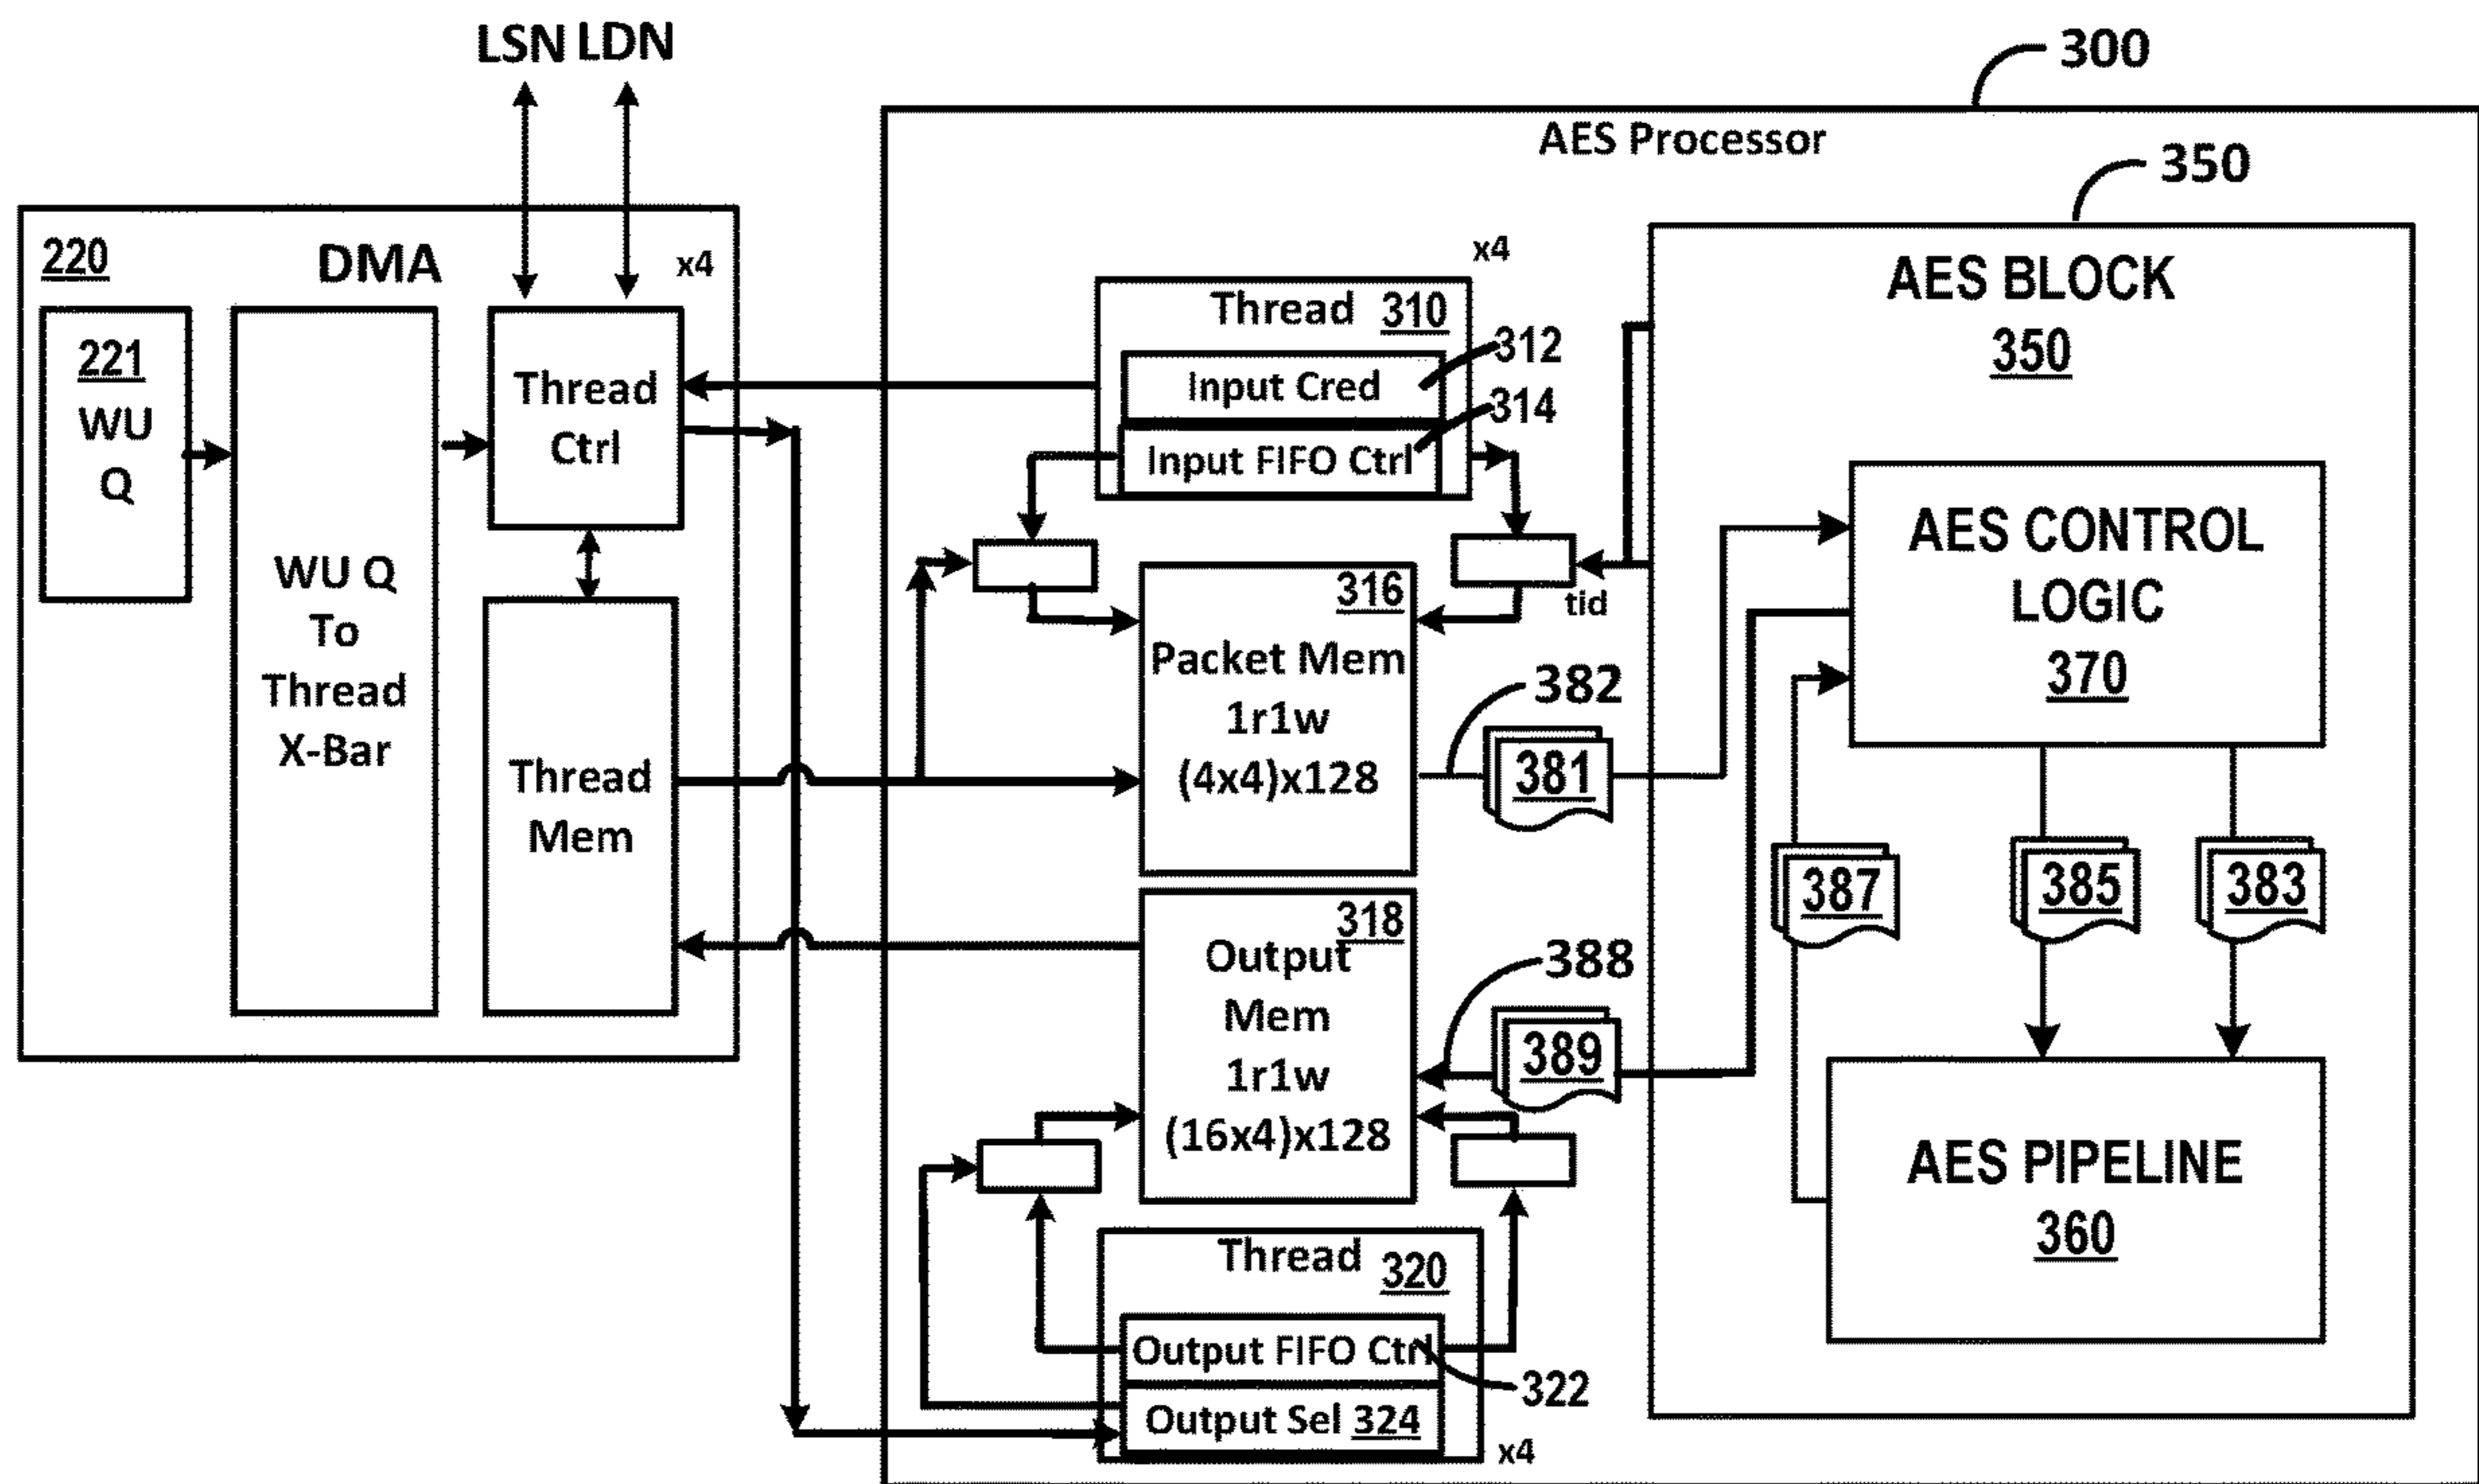 LSN LDN
300
AES Processor
350
220
DMA
x4
221
WU
Q
WU Q
To
Thread
X-Bar
Thread
Ctrl
Thread
Mem
x4
Thread 310
Input Cred
312
Input FIFO Ctrl
314
tid
316
Packet Mem
1r1w
(4x4)x128
382
381
318
Output
Mem
1r1w
(16x4)x128
388
389
Thread 320
Output FIFO Ctrl
322
Output Sel 324
x4
AES BLOCK
350
AES CONTROL
LOGIC
370
387
385
383
AES PIPELINE
360